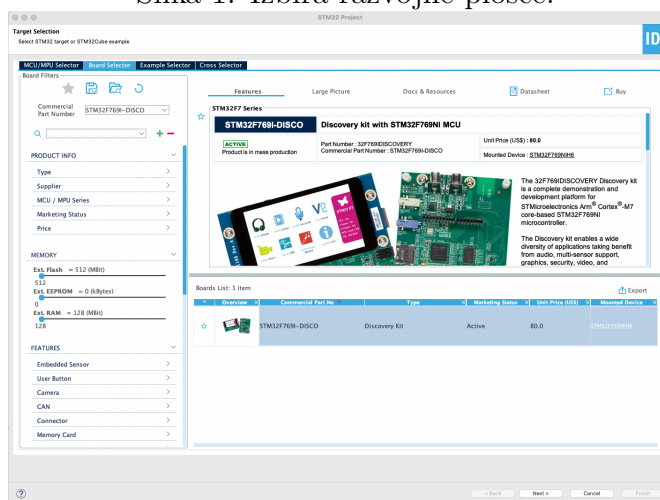 Slika 1: Izbira razvojne plošče.
STM32 Project
Target Selection
Select STM32 target or STM32Cube example
ID
MCU/MPU Selector
Board Selector
Example Selector
Cross Selector
Board Filters
Commercial
Part Number
STM32F769I-DISCO
PRODUCT INFO
Type
Supplier
MCU / MPU Series
Marketing Status
Price
MEMORY
Ext. Flash = 512 (MBit)
512
Ext. EEPROM = 0 (kBytes)
0
Ext. RAM = 128 (MBit)
128
FEATURES
Embedded Sensor
User Button
Camera
CAN
Connector
Memory Card
Features
Large Picture
Docs & Resources
Datasheet
Buy
STM32F7 Series
STM32F769I-DISCO
Discovery kit with STM32F769NI MCU
ACTIVE
Product is in mass production
Part Number : 32F769IDISCOVERY
Commercial Part Number : STM32F769I-DISCO
Unit Price (US$) : 80.0
Mounted Device : STM32F769NIH6
The 32F769IDISCOVERY Discovery kit
is a complete demonstration and
development platform for
STMicroelectronics Arm® Cortex®-M7
core-based STM32F769NI
microcontroller.
The Discovery kit enables a wide
diversity of applications taking benefit
from audio, multi-sensor support,
graphics, security, video, and
Boards List: 1 item
Export
* Overview Commercial Part No Type Marketing Status Unit Price (US$) Mounted Device
STM32F769I-DISCO Discovery Kit Active 80.0 STM32F769NIH6
< Back
Next >
Cancel
Finish